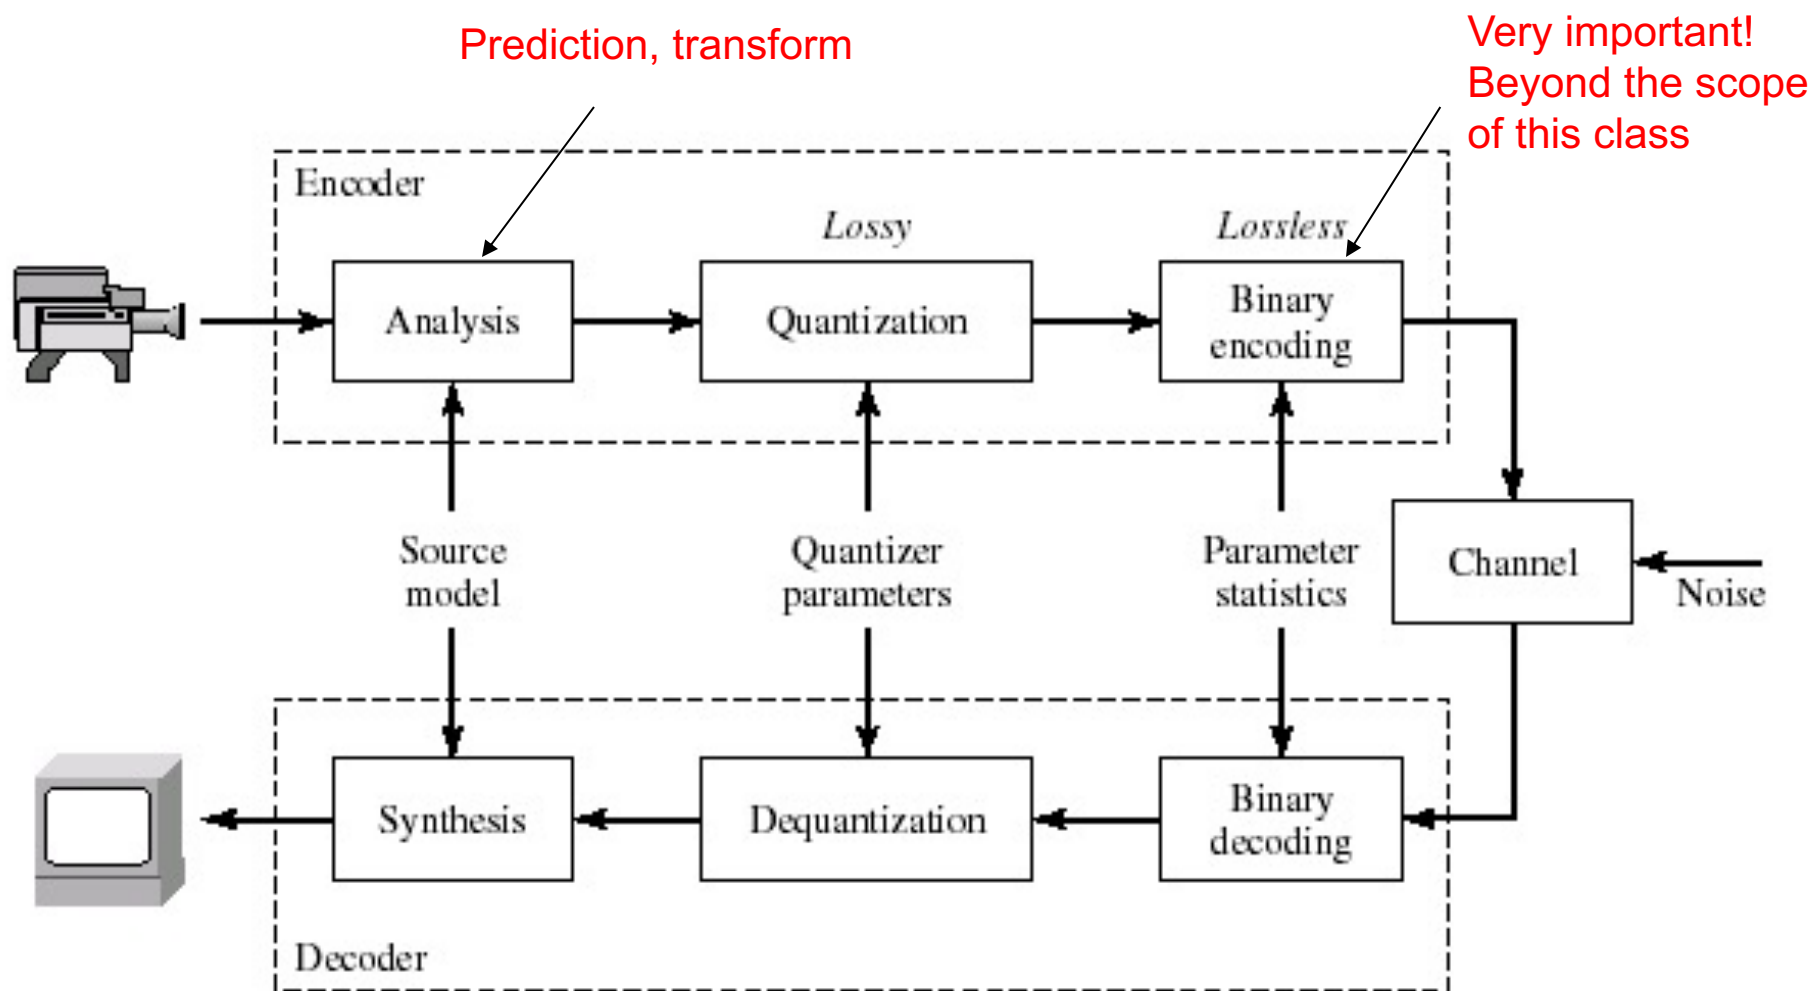 Prediction, transform
Very important!
Beyond the scope
of this class
Encoder
Lossy
Lossless
Analysis
Quantization
Binary
encoding
Source
model
Quantizer
parameters
Parameter
statistics
Channel
Noise
Synthesis
Dequantization
Binary
decoding
Decoder